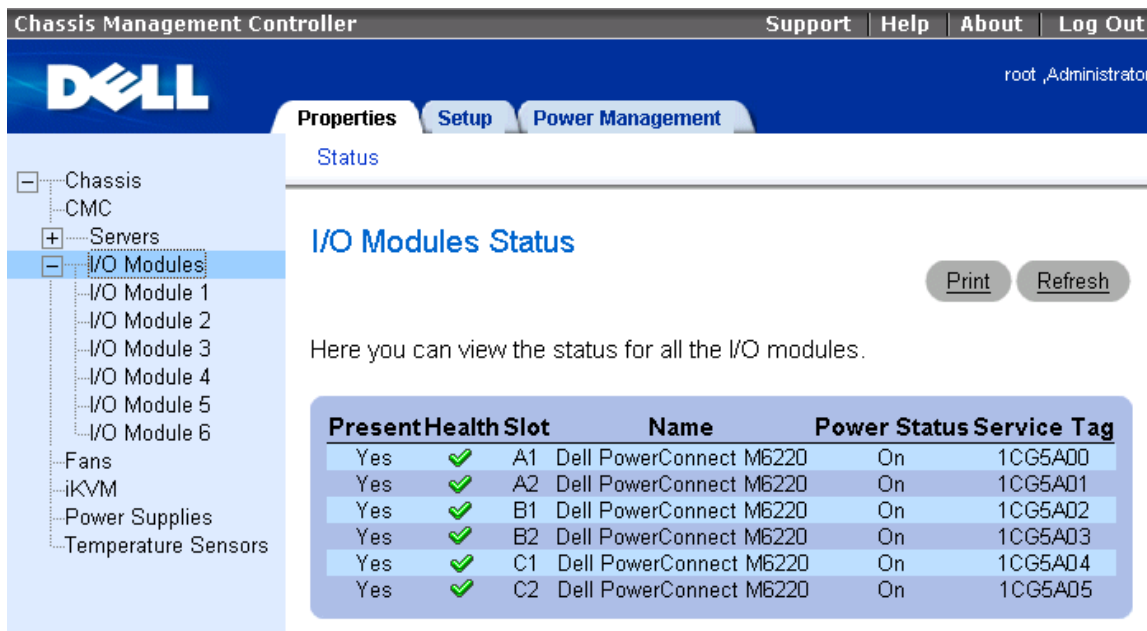 Chassis Management Controller Support Help About Log Out
DELL
root ,Administrator
Properties Setup Power Management
Status
Chassis
CMC
Servers
I/O Modules
I/O Module 1
I/O Module 2
I/O Module 3
I/O Module 4
I/O Module 5
I/O Module 6
Fans
iKVM
Power Supplies
Temperature Sensors
I/O Modules Status
Print Refresh
Here you can view the status for all the I/O modules.
Present Health Slot Name Power Status Service Tag
Yes A1 Dell PowerConnect M6220 On 1CG5A00
Yes A2 Dell PowerConnect M6220 On 1CG5A01
Yes B1 Dell PowerConnect M6220 On 1CG5A02
Yes B2 Dell PowerConnect M6220 On 1CG5A03
Yes C1 Dell PowerConnect M6220 On 1CG5A04
Yes C2 Dell PowerConnect M6220 On 1CG5A05